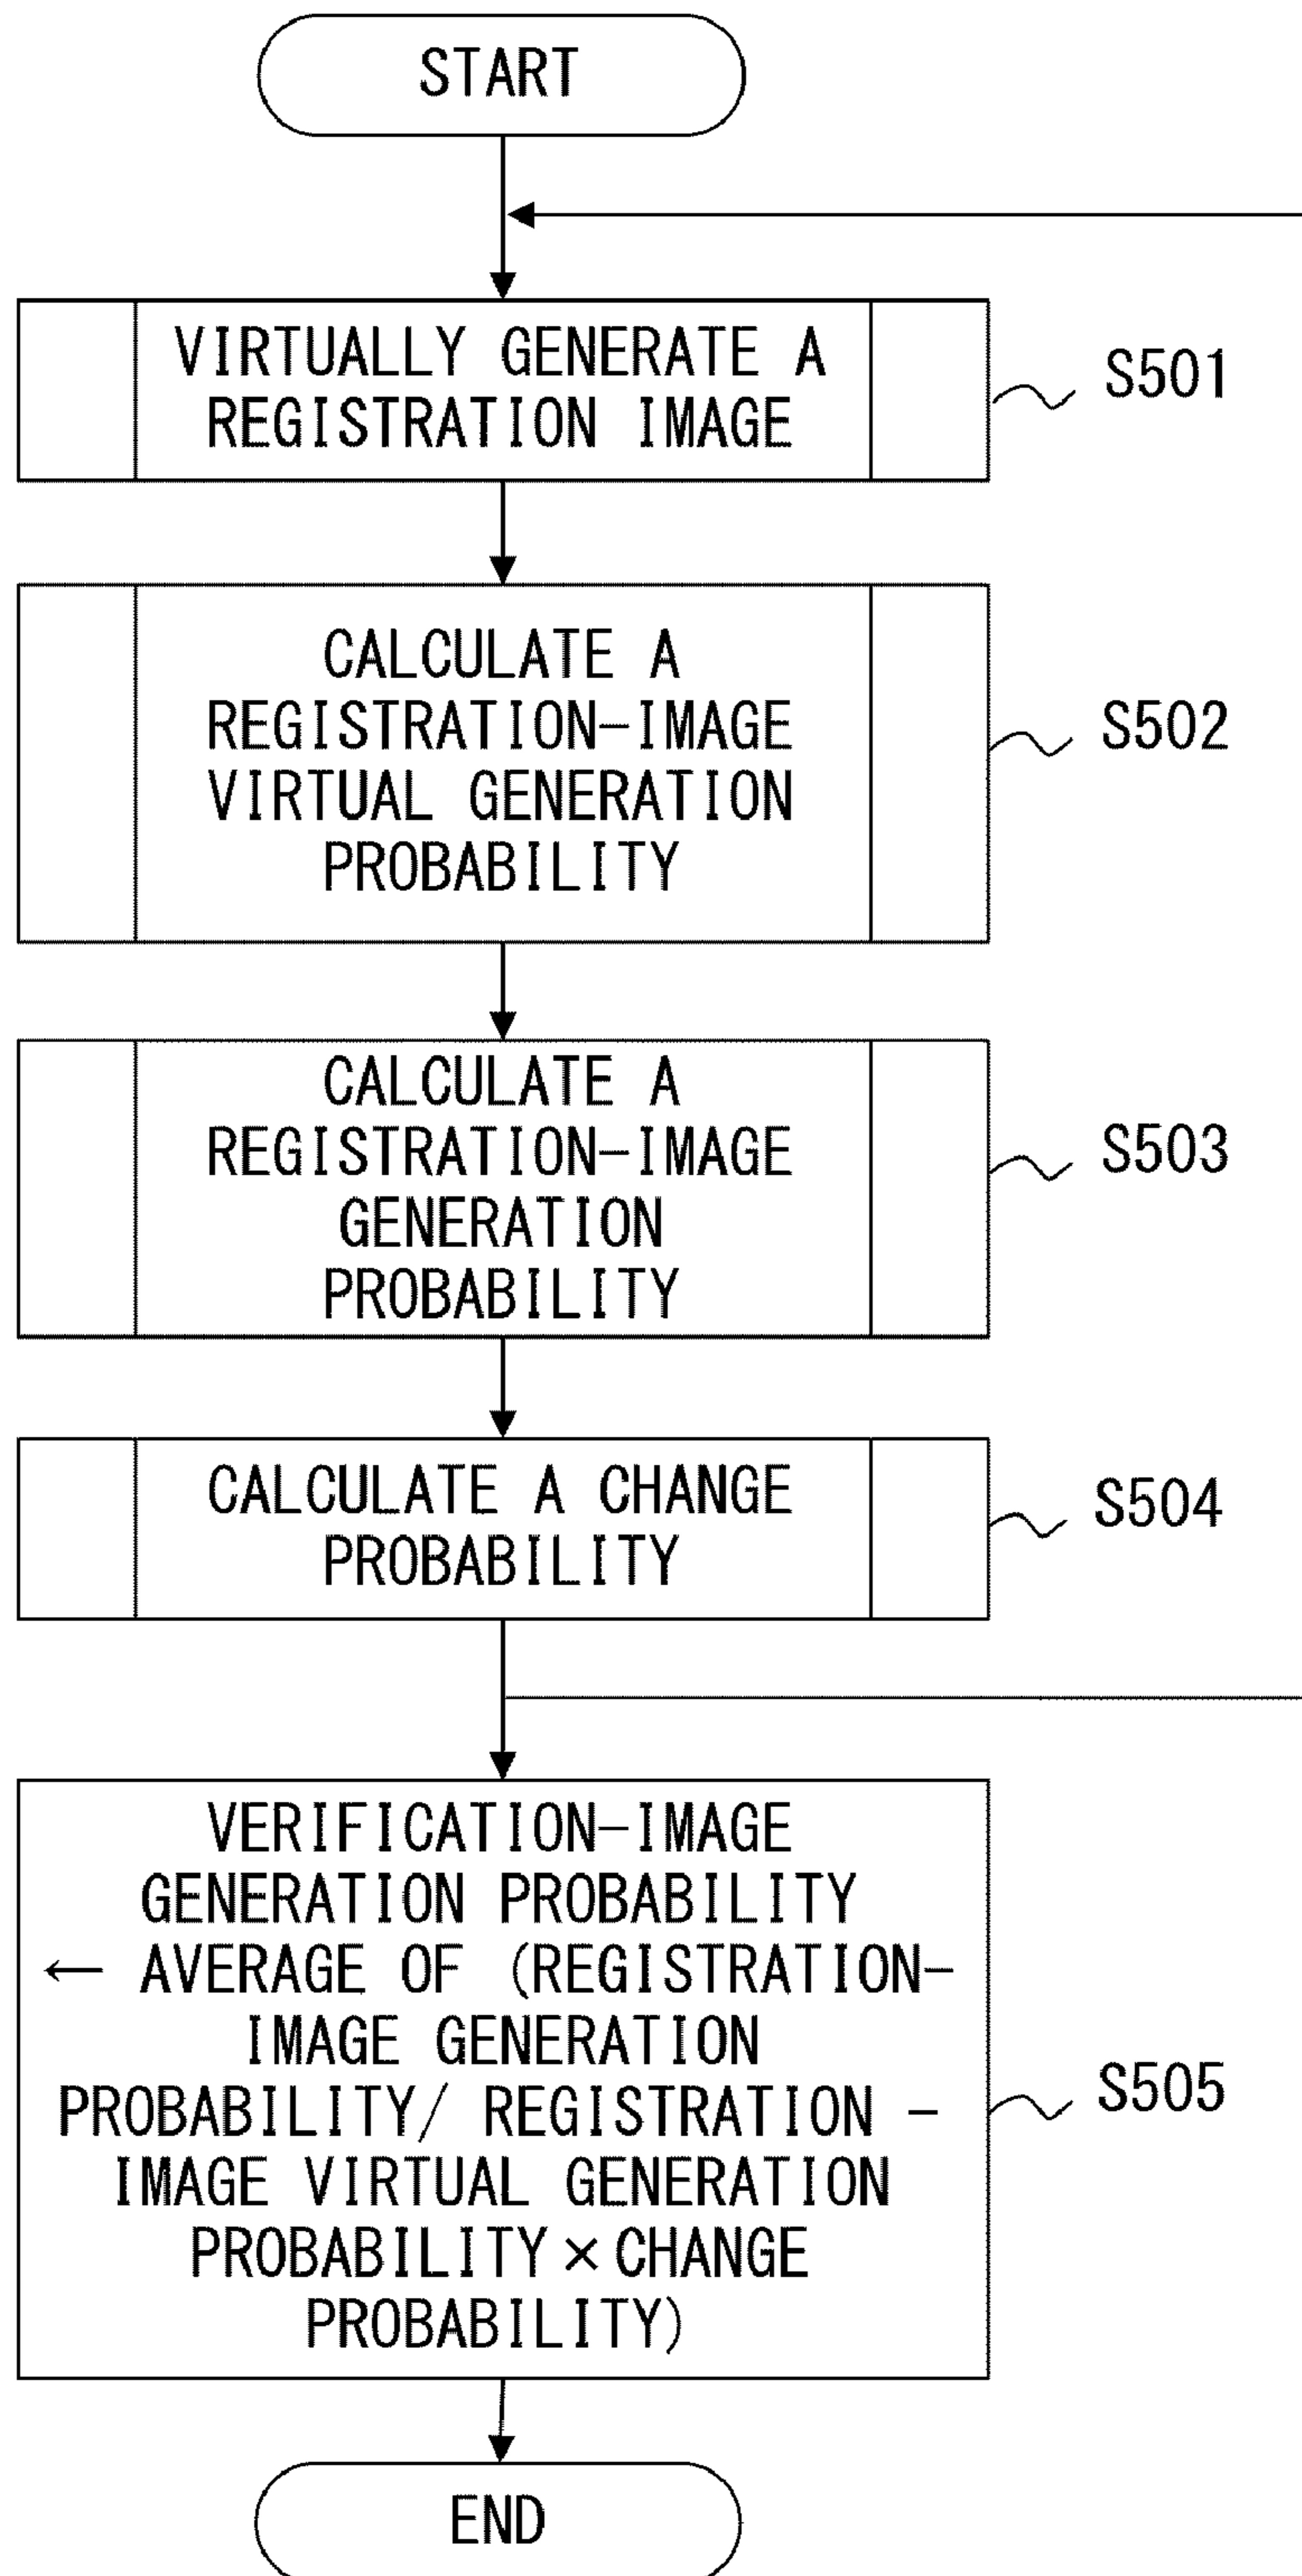 START
VIRTUALLY GENERATE A
REGISTRATION IMAGE
S501
CALCULATE A
REGISTRATION-IMAGE
VIRTUAL GENERATION
PROBABILITY
S502
CALCULATE A
REGISTRATION-IMAGE
GENERATION
PROBABILITY
S503
CALCULATE A CHANGE
PROBABILITY
S504
VERIFICATION-IMAGE
GENERATION PROBABILITY
← AVERAGE OF (REGISTRATION-
IMAGE GENERATION
PROBABILITY/ REGISTRATION -
IMAGE VIRTUAL GENERATION
PROBABILITY×CHANGE
PROBABILITY)
S505
END